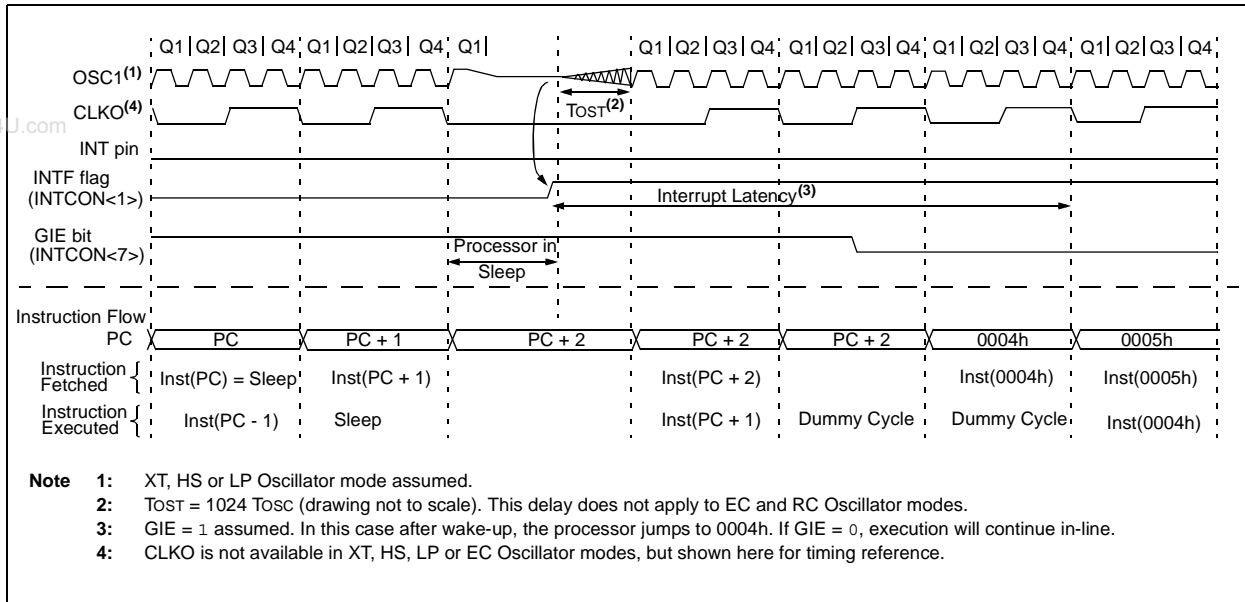 Q1 Q2 Q3 Q4 Q1 Q2 Q3 Q4 Q1 Q1 Q2 Q3 Q4 Q1 Q2 Q3 Q4 Q1 Q2 Q3 Q4 Q1 Q2 Q3 Q4
OSC1(1)
CLKO(4) TOST(2)
4U.com
INT pin
INTF flag
(INTCON<1>)
Interrupt Latency(3)
GIE bit
(INTCON<7>)
Processor in
Sleep
Instruction Flow
PC PC PC + 1 PC + 2 PC + 2 PC + 2 0004h 0005h
Instruction
Fetched { Inst(PC) = Sleep Inst(PC + 1) Inst(PC + 2) Inst(0004h) Inst(0005h)
Instruction
Executed { Inst(PC - 1) Sleep Inst(PC + 1) Dummy Cycle Dummy Cycle Inst(0004h)
Note 1: XT, HS or LP Oscillator mode assumed.
2: TOST = 1024 TOSC (drawing not to scale). This delay does not apply to EC and RC Oscillator modes.
3: GIE = 1 assumed. In this case after wake-up, the processor jumps to 0004h. If GIE = 0, execution will continue in-line.
4: CLKO is not available in XT, HS, LP or EC Oscillator modes, but shown here for timing reference.